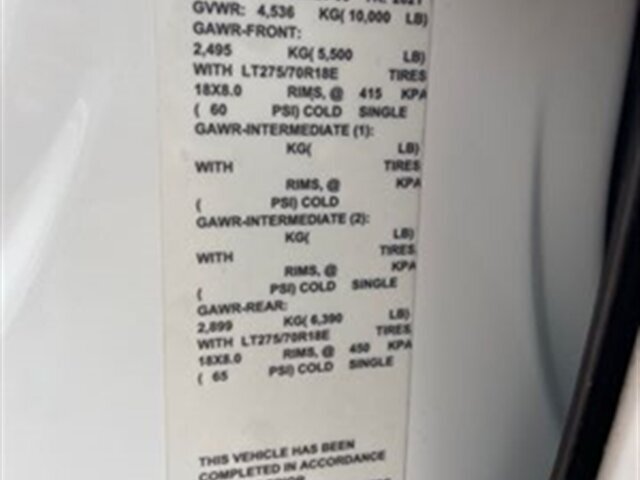 2021
GVWR: 4,536 KG( 10,000 LB)
GAWR-FRONT:
2,495 KG( 5,500 LB)
WITH LT275/70R18E TIRES
18X8.0 RIMS, @ 415 KPA
( 60 PSI) COLD SINGLE
GAWR-INTERMEDIATE (1):
KG( LB)
WITH TIRES
RIMS, @ KPA
( PSI) COLD
GAWR-INTERMEDIATE (2):
KG( LB)
WITH TIRES
RIMS, @ KPA
( PSI) COLD SINGLE
GAWR-REAR:
2,899 KG( 6,390 LB)
WITH LT275/70R18E TIRES
18X8.0 RIMS, @ 450 KPA
( 65 PSI) COLD SINGLE
THIS VEHICLE HAS BEEN
COMPLETED IN ACCORDANCE